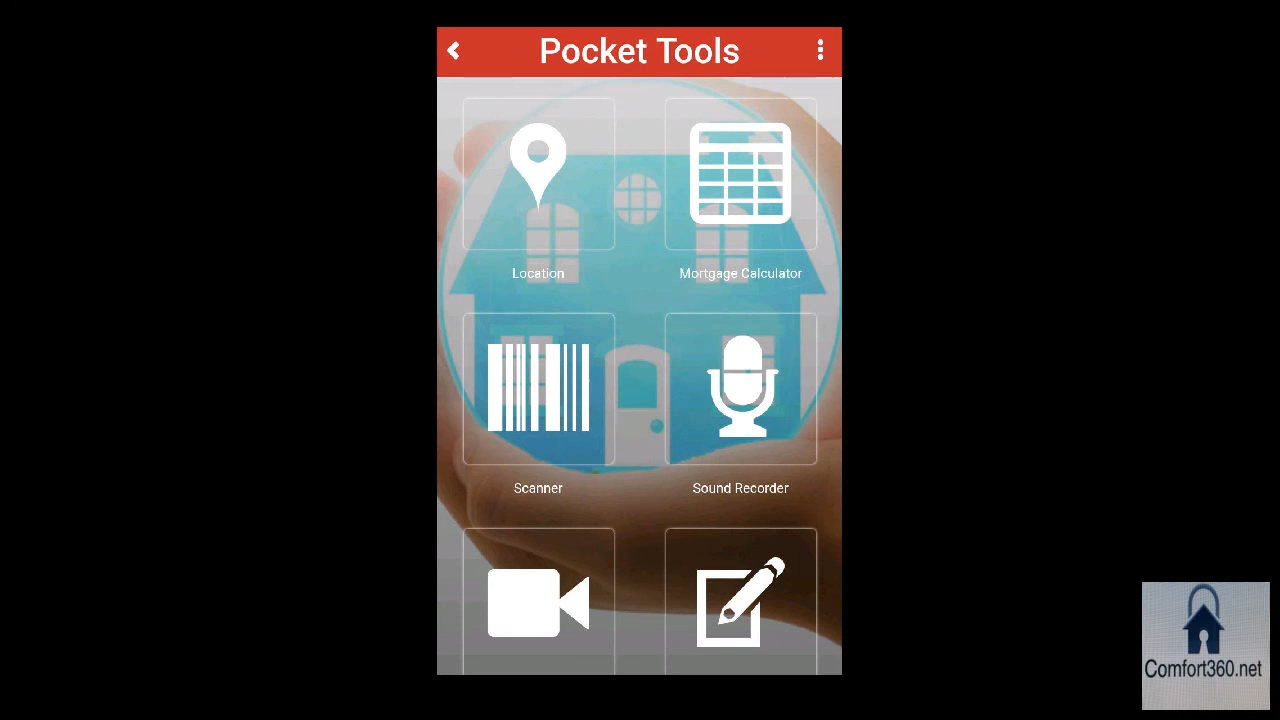 Pocket Tools
Location
Mortgage Calculator
Scanner
Sound Recorder
Comfort360.net